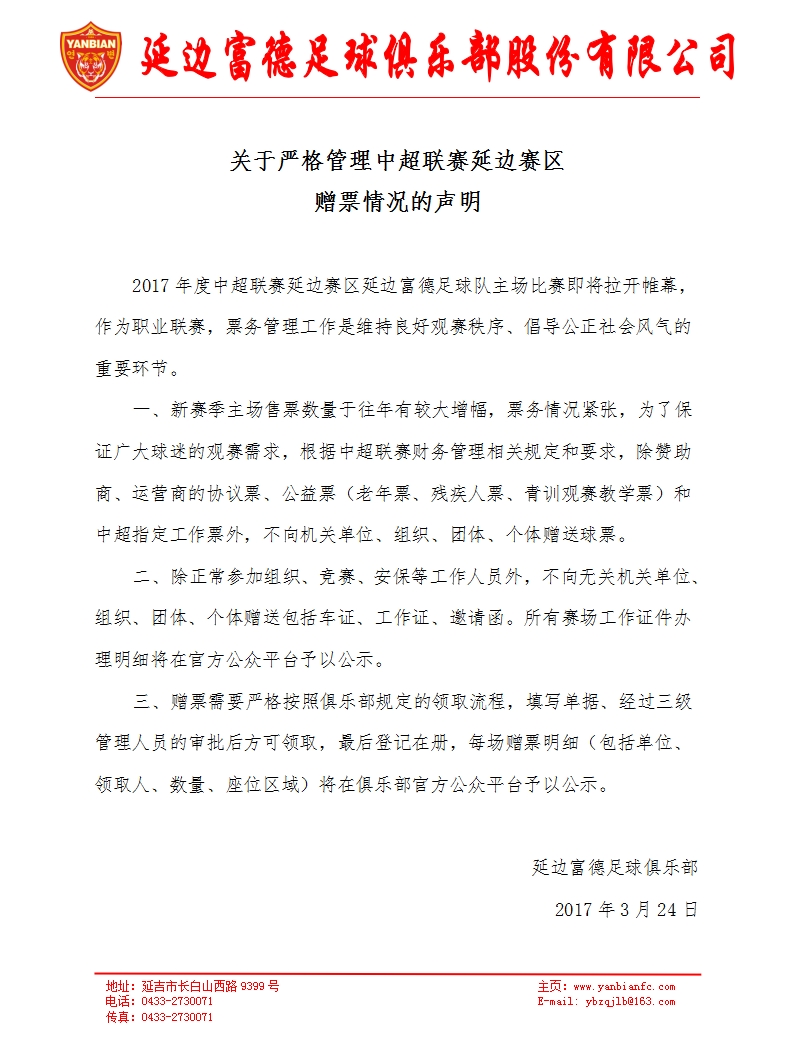 YANBIAN
연변
延边富德足球俱乐部股份有限公司
关于严格管理中超联赛延边赛区
赠票情况的声明
2017 年度中超联赛延边赛区延边富德足球队主场比赛即将拉开帷幕，
作为职业联赛，票务管理工作是维持良好观赛秩序、倡导公正社会风气的
重要环节。
一、新赛季主场售票数量于往年有较大增幅，票务情况紧张，为了保
证广大球迷的观赛需求，根据中超联赛财务管理相关规定和要求，除赞助
商、运营商的协议票、公益票（老年票、残疾人票、青训观赛教学票）和
中超指定工作票外，不向机关单位、组织、团体、个体赠送球票。
二、除正常参加组织、竞赛、安保等工作人员外，不向无关机关单位、
组织、团体、个体赠送包括车证、工作证、邀请函。所有赛场工作证件办
理明细将在官方公众平台予以公示。
三、赠票需要严格按照俱乐部规定的领取流程，填写单据、经过三级
管理人员的审批后方可领取，最后登记在册，每场赠票明细（包括单位、
领取人、数量、座位区域）将在俱乐部官方公众平台予以公示。
延边富德足球俱乐部
2017 年 3 月 24 日
地址：延吉市长白山西路 9399 号
电话：0433-2730071
传真：0433-2730071
主页：www.yanbianfc.com
E-mail: ybzqjlb@163.com